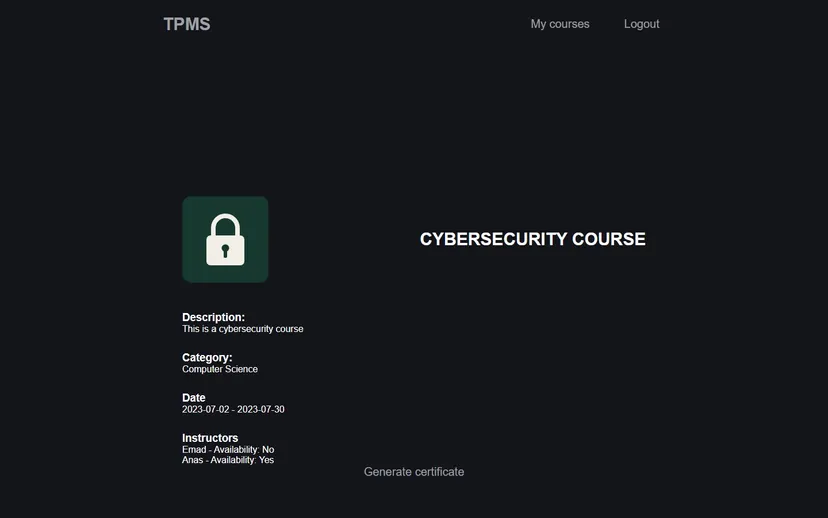 TPMS
My courses
Logout
CYBERSECURITY COURSE
Description:
This is a cybersecurity course
Category:
Computer Science
Date
2023-07-02 - 2023-07-30
Instructors
Emad - Availability: No
Anas - Availability: Yes
Generate certificate